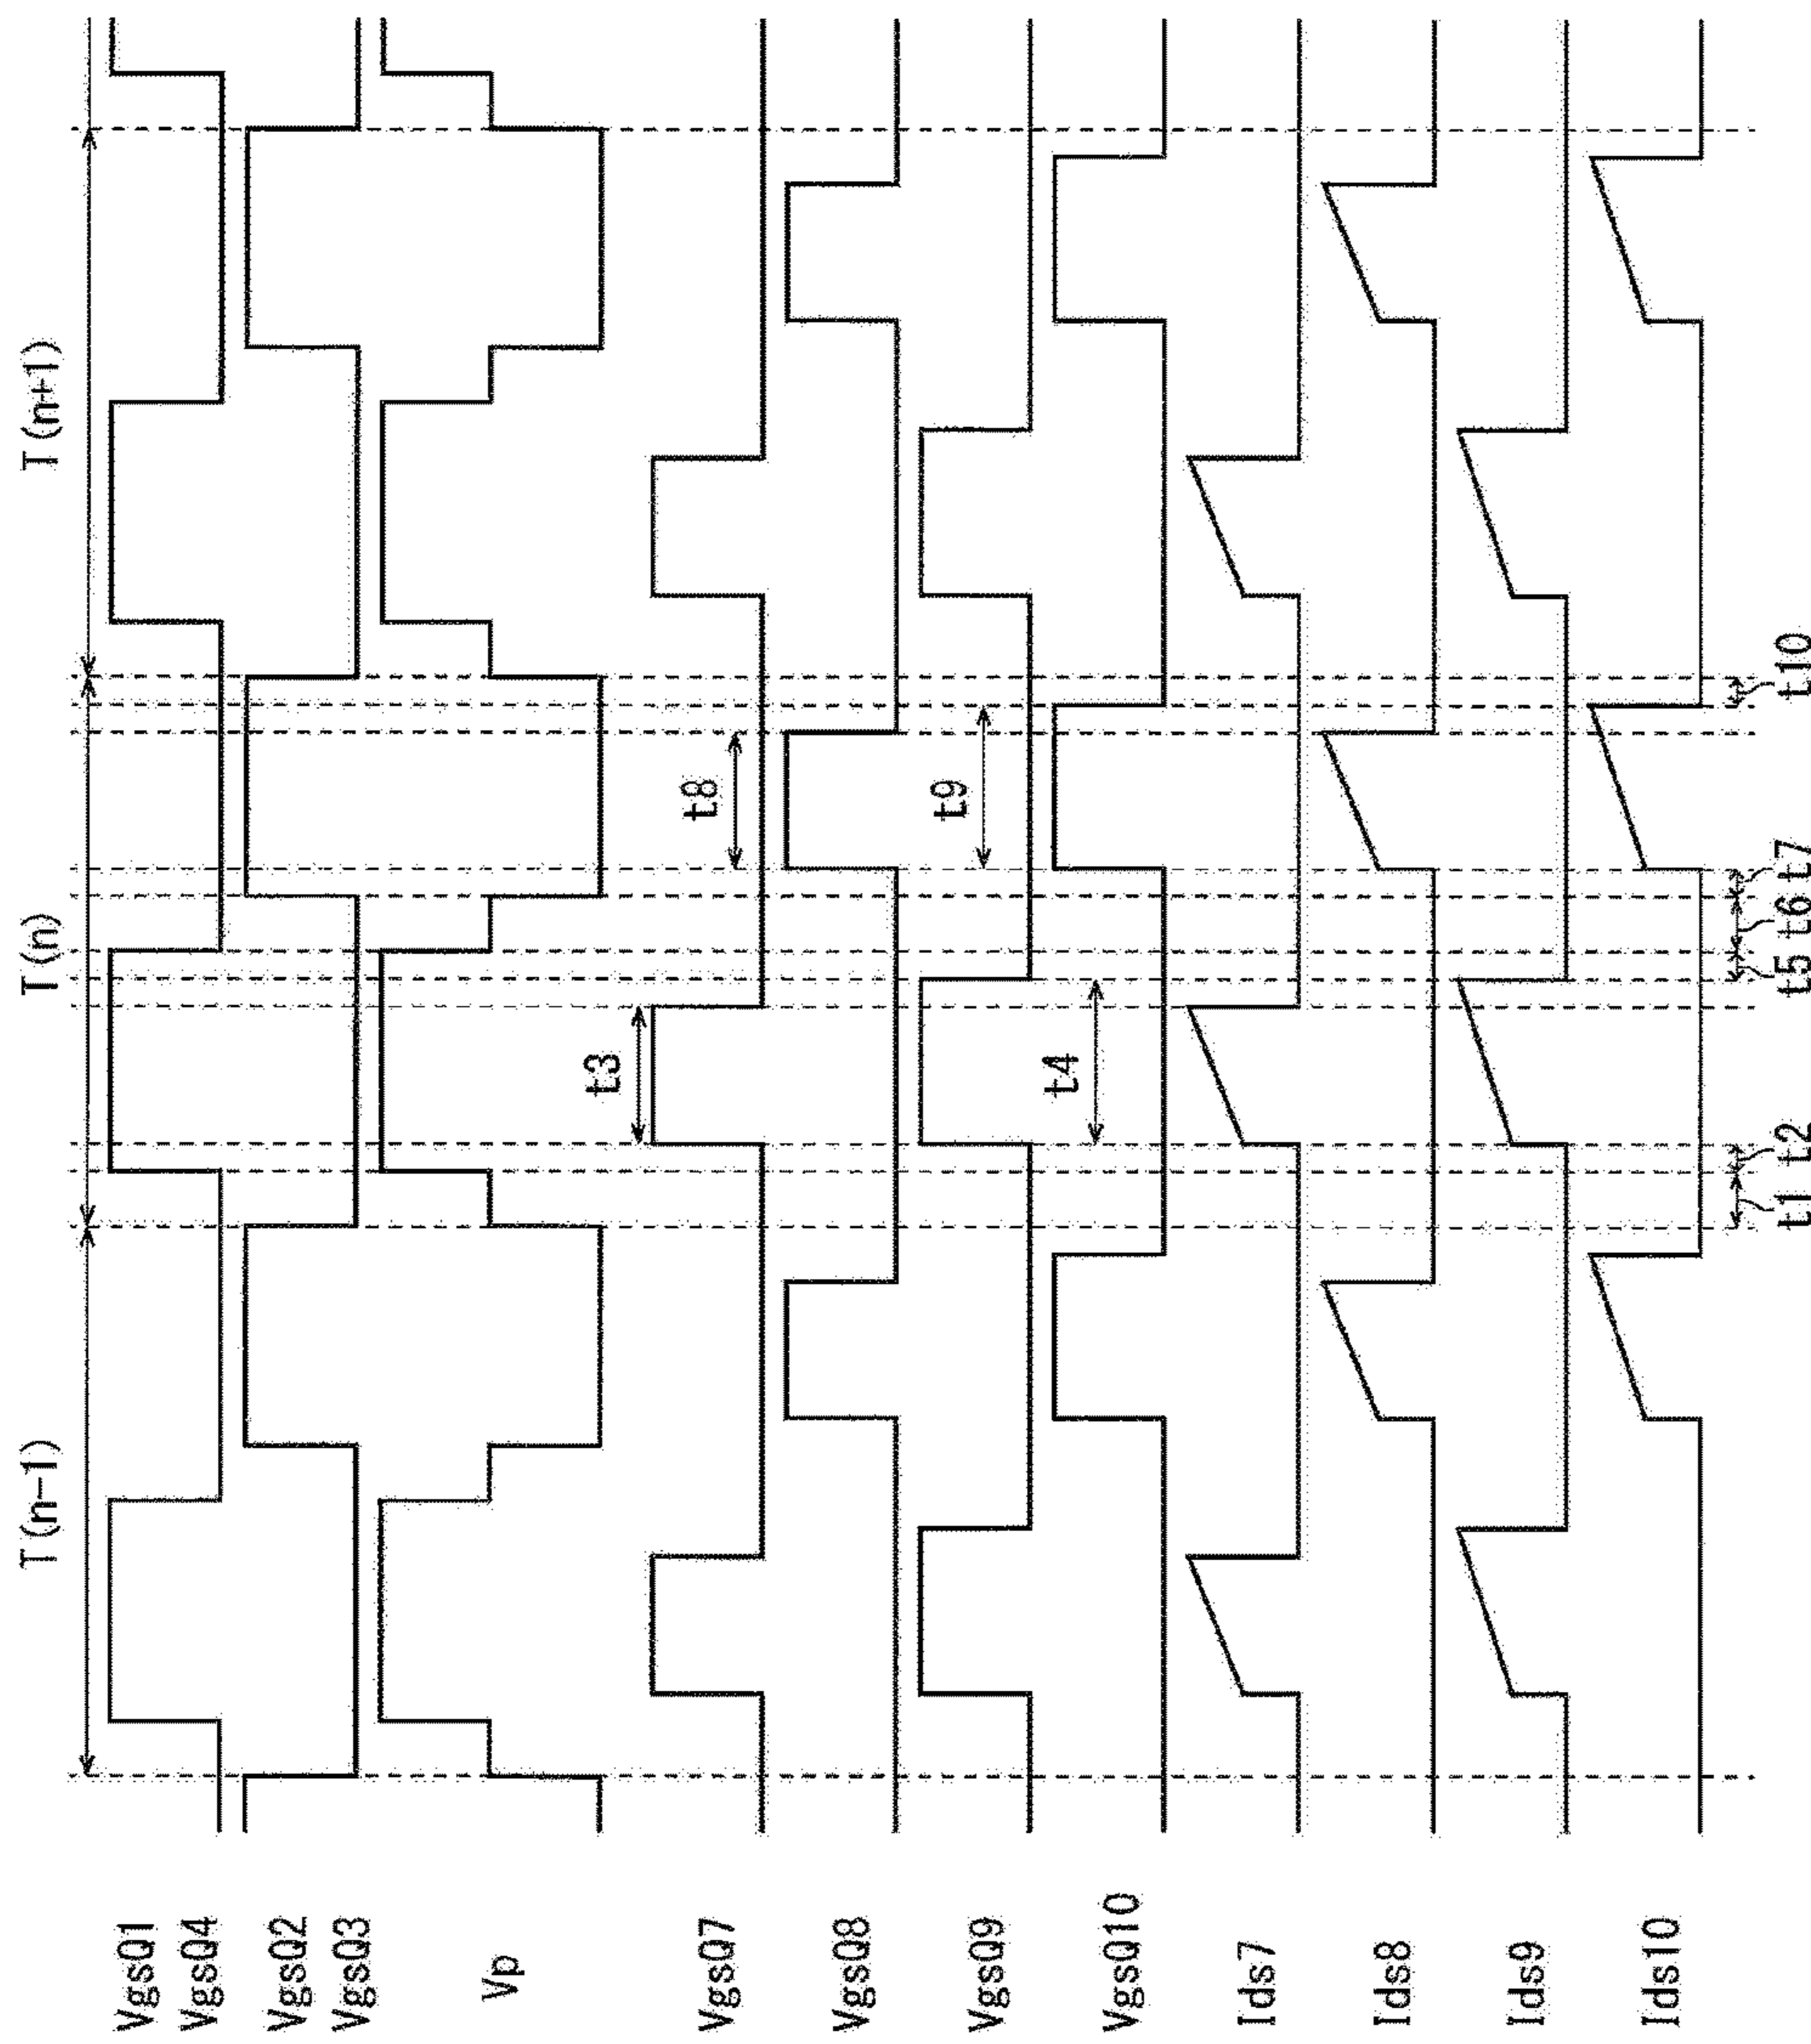 T(n-1)
T(n)
T(n+1)
VgsQ1
VgsQ4
VgsQ2
VgsQ3
Vp
VgsQ7
t3
t8
VgsQ8
VgsQ9
t9
VgsQ10
t4
Ids7
Ids8
Ids9
Ids10
t1
t2
t5
t6
t7
t10